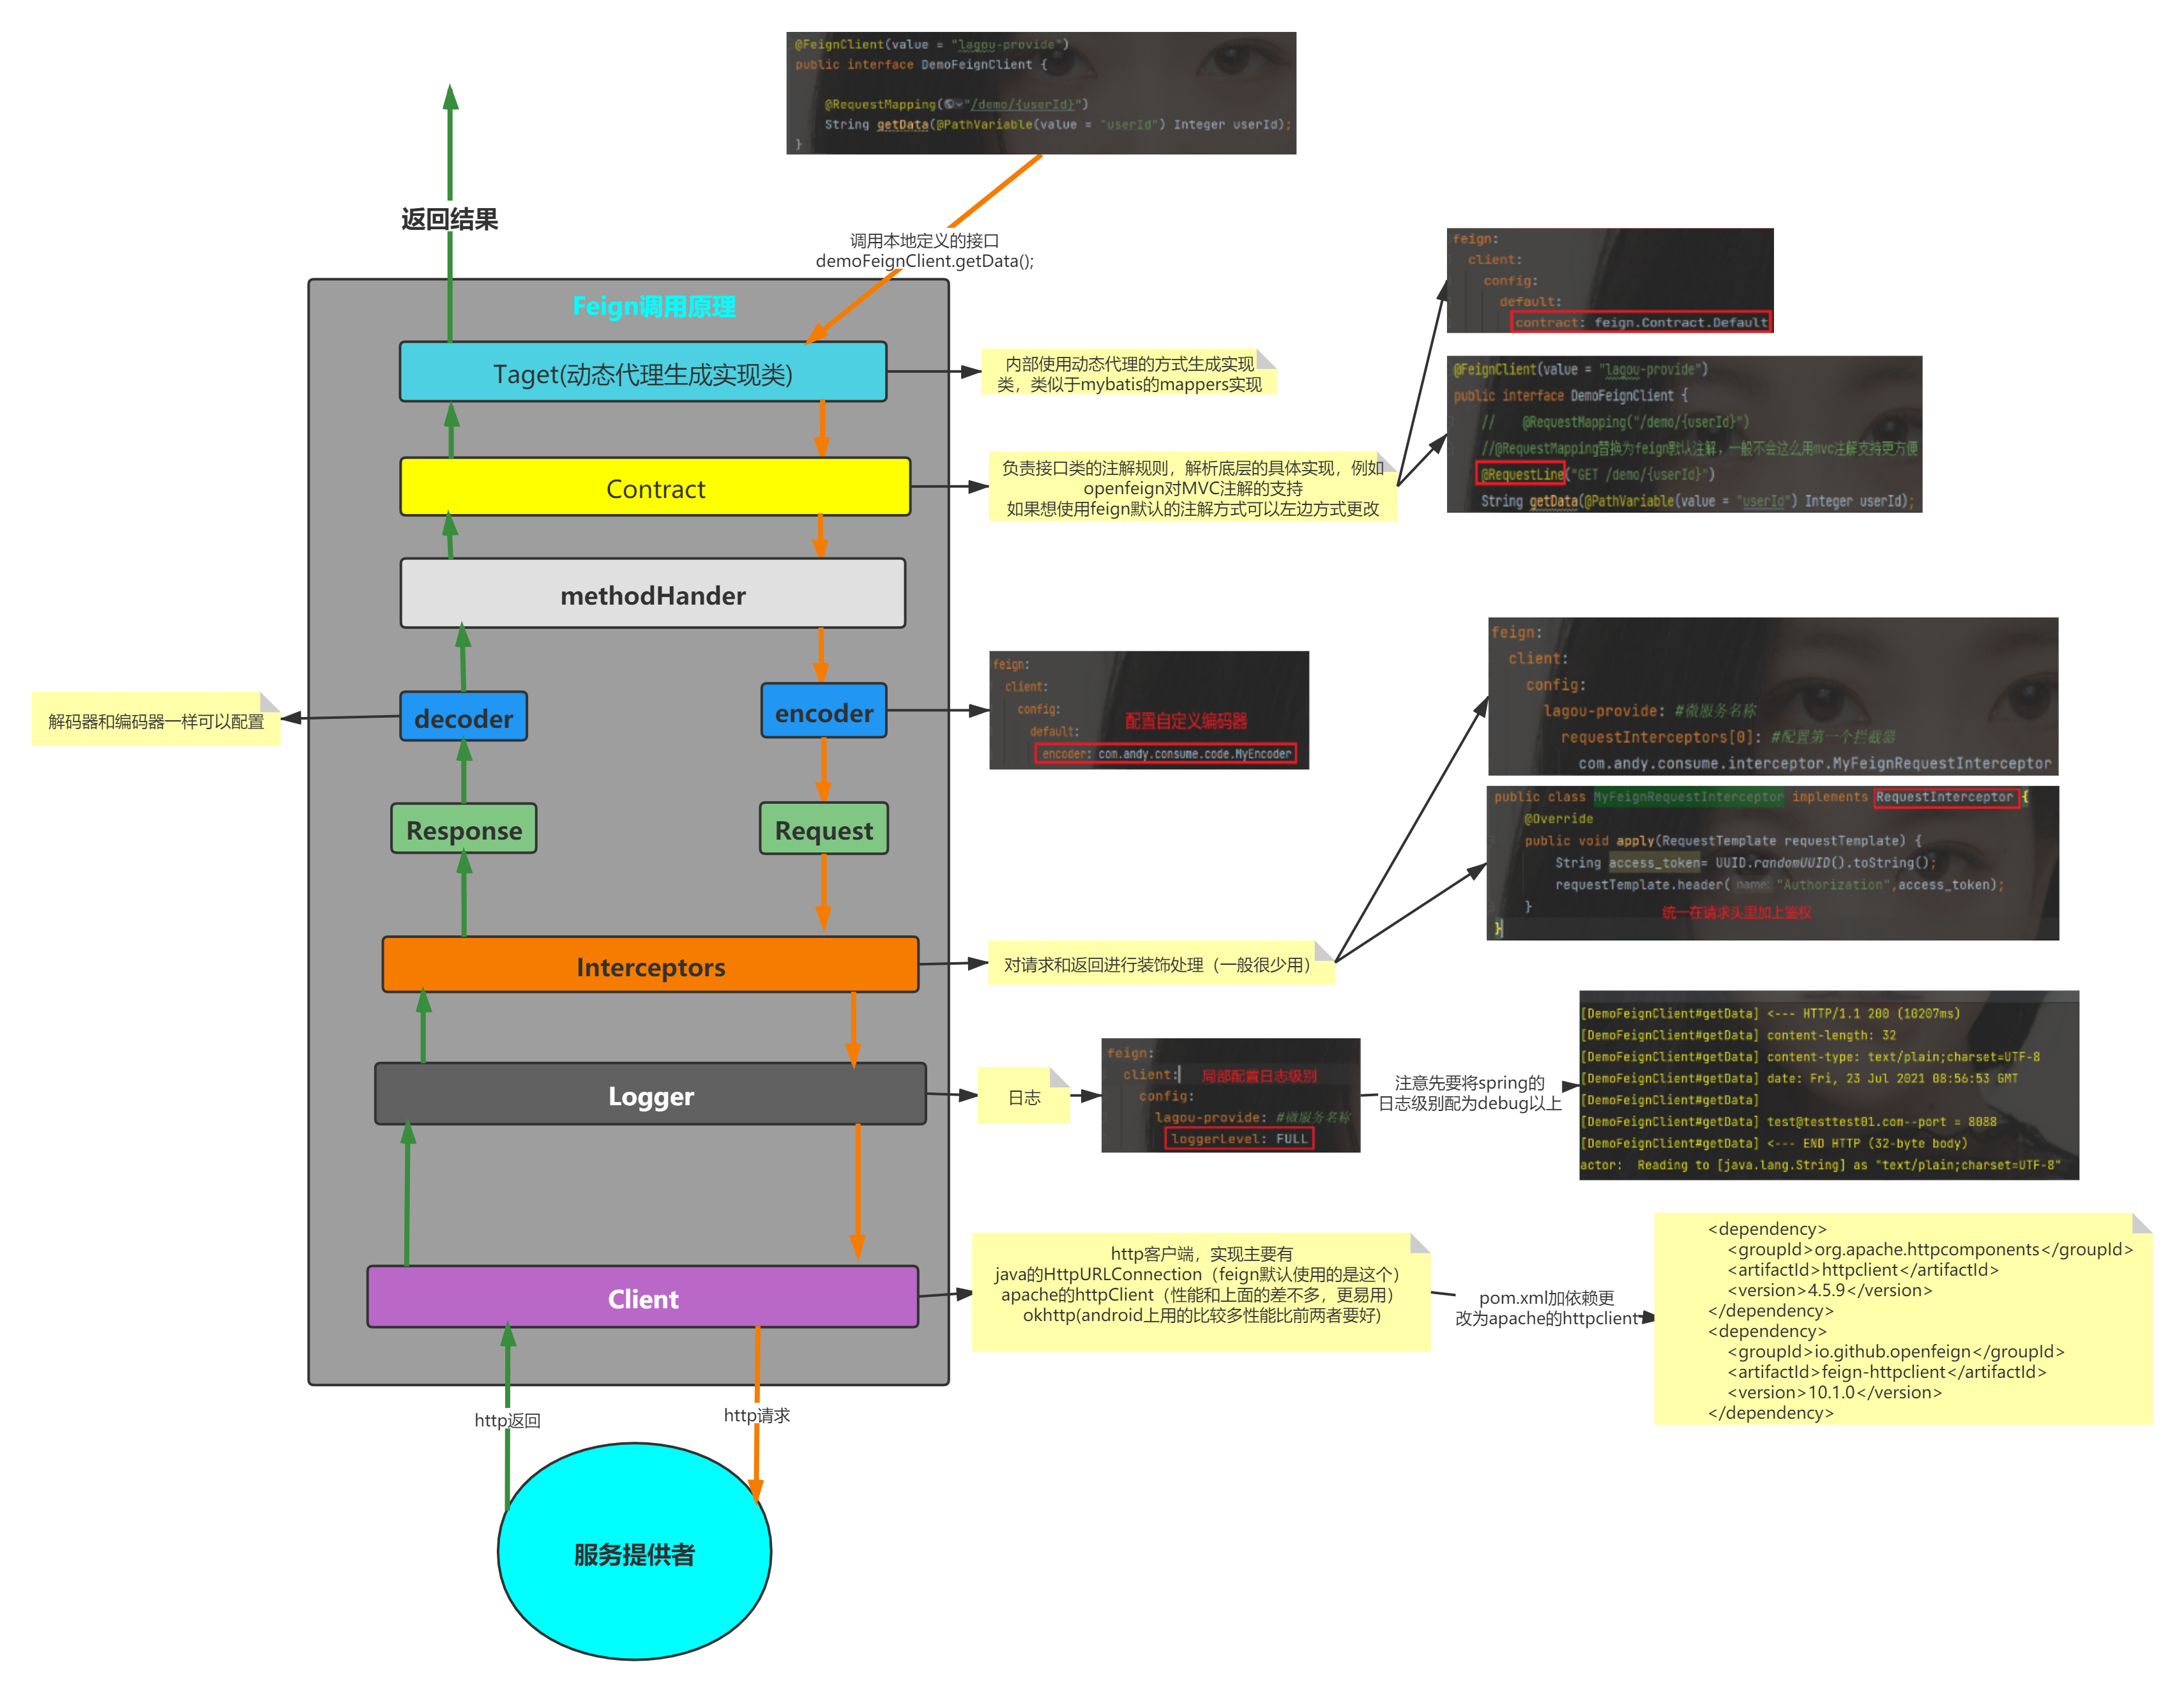 @FeignClient(value = "lagou-provide")
public interface DemoFeignClient {
@RequestMapping("/demo/{userId}")
String getData(@PathVariable(value = "userId") Integer userId);
}
返回结果
调用本地定义的接口
demoFeignClient.getData();
Feign调用原理
Taget(动态代理生成实现类)
内部使用动态代理的方式生成实现
类，类似于mybatis的mappers实现
feign:
client:
config:
default:
contract: feign.Contract.Default
Contract
负责接口类的注解规则，解析底层的具体实现，例如
openfeign对MVC注解的支持
如果想使用feign默认的注解方式可以左边方式更改
@FeignClient(value = "lagou-provide")
public interface DemoFeignClient {
// @RequestMapping("/demo/{userId}")
//@RequestMapping替换为feign默认注解，一般不会这么用mvc注解支持更方便
@RequestLine("GET /demo/{userId}")
String getData(@PathVariable(value = "userId") Integer userId);
methodHander
decoder
encoder
解码器和编码器一样可以配置
feign:
client:
config:
default:
配置自定义编码器
encoder: com.andy.consume.code.MyEncoder
feign:
client:
config:
lagou-provide: #微服务名称
requestInterceptors[0]: #配置第一个拦截器
com.andy.consume.interceptor.MyFeignRequestInterceptor
Response
Request
public class MyFeignRequestInterceptor implements RequestInterceptor {
@Override
public void apply(RequestTemplate requestTemplate) {
String access_token= UUID.randomUUID().toString();
requestTemplate.header( name: "Authorization",access_token);
}
统一在请求头里加上鉴权
}
Interceptors
对请求和返回进行装饰处理（一般很少用）
Logger
日志
feign:
client:
局部配置日志级别
config:
lagou-provide: #微服务名称
loggerLevel: FULL
注意先要将spring的
日志级别配为debug以上
[DemoFeignClient#getData] <--- HTTP/1.1 200 (10207ms)
[DemoFeignClient#getData] content-length: 32
[DemoFeignClient#getData] content-type: text/plain;charset=UTF-8
[DemoFeignClient#getData] date: Fri, 23 Jul 2021 08:56:53 GMT
[DemoFeignClient#getData]
[DemoFeignClient#getData] test@testtest01.com--port = 8088
[DemoFeignClient#getData] <--- END HTTP (32-byte body)
actor: Reading to [java.lang.String] as "text/plain;charset=UTF-8"
Client
http客户端，实现主要有
java的HttpURLConnection（feign默认使用的是这个）
apache的httpClient（性能和上面的差不多，更易用）
okhttp(android上用的比较多性能比前两者要好)
pom.xml加依赖更
改为apache的httpclient
<dependency>
<groupId>org.apache.httpcomponents</groupId>
<artifactId>httpclient</artifactId>
<version>4.5.9</version>
</dependency>
<dependency>
<groupId>io.github.openfeign</groupId>
<artifactId>feign-httpclient</artifactId>
<version>10.1.0</version>
</dependency>
http返回
http请求
服务提供者